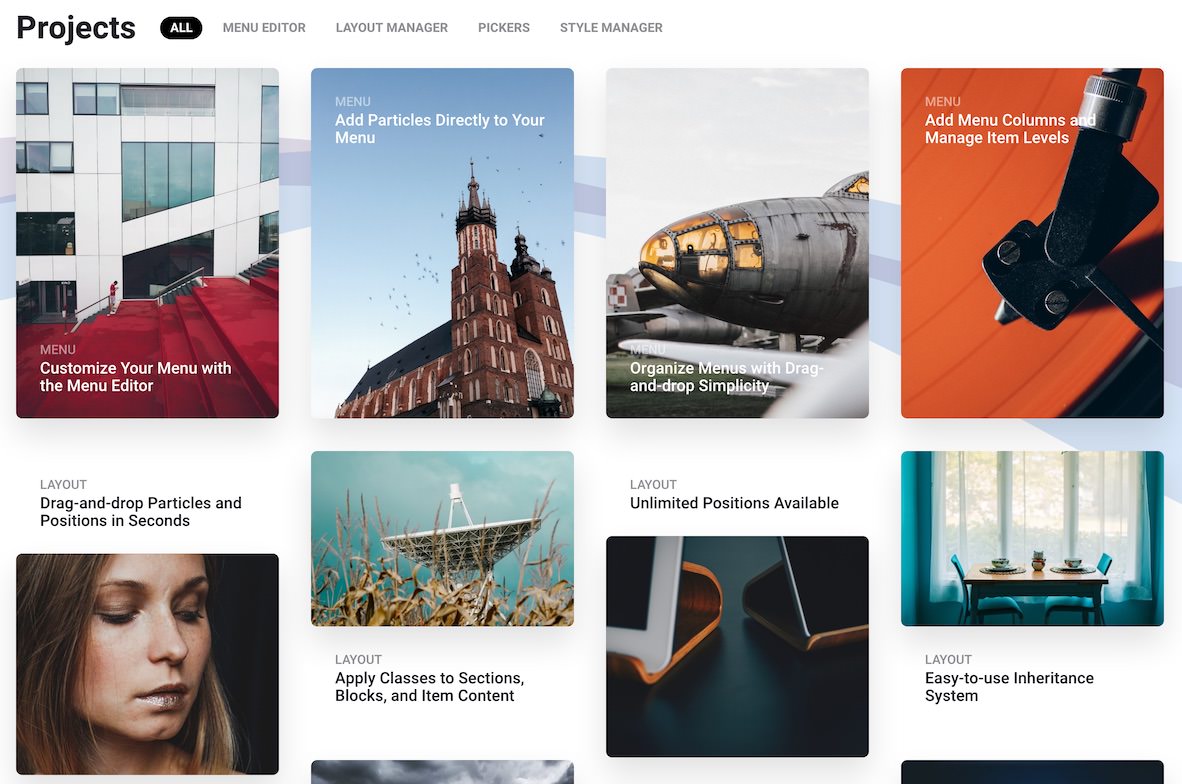 Projects
ALL
MENU EDITOR
LAYOUT MANAGER
PICKERS
STYLE MANAGER
MENU
Customize Your Menu with
the Menu Editor
MENU
Add Particles Directly to Your
Menu
MENU
Organize Menus with Drag-
and-drop Simplicity
MENU
Add Menu Columns and
Manage Item Levels
LAYOUT
Drag-and-drop Particles and
Positions in Seconds
LAYOUT
Apply Classes to Sections,
Blocks, and Item Content
LAYOUT
Unlimited Positions Available
LAYOUT
Easy-to-use Inheritance
System